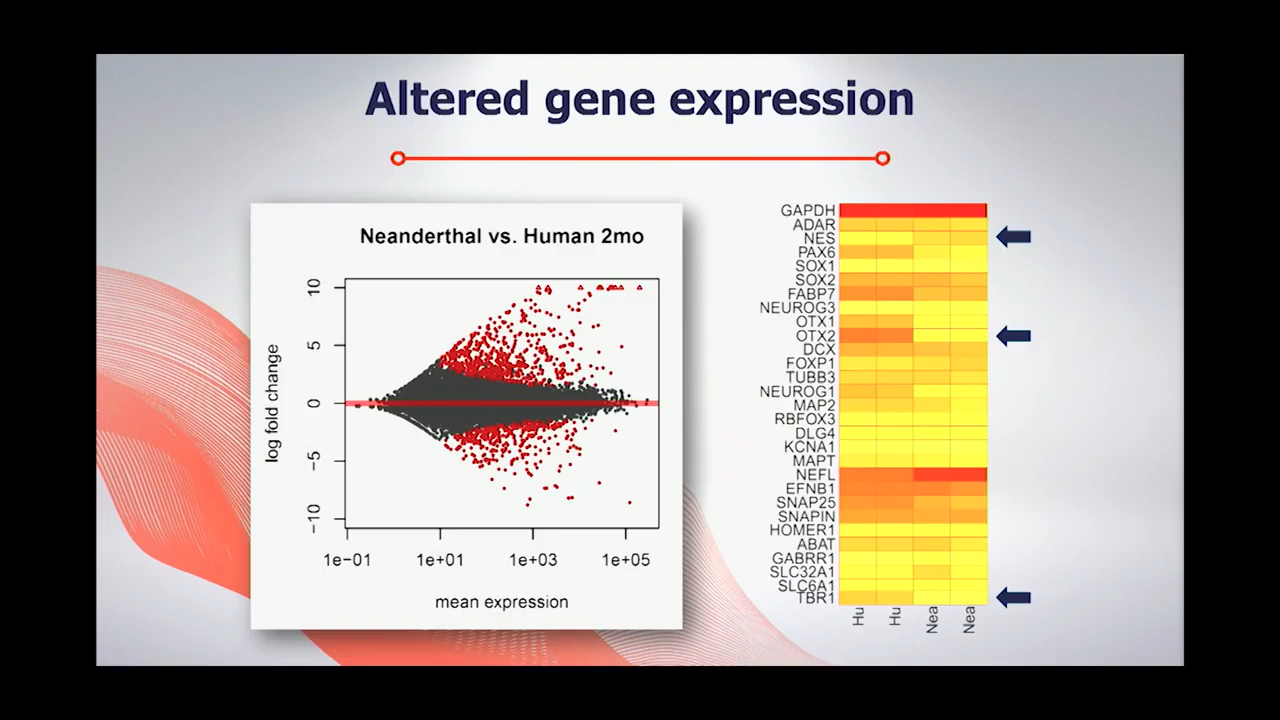 Altered gene expression
Neanderthal vs. Human 2mo
10
5
0
−5
−10
log fold change
1e−01
1e+01
1e+03
1e+05
mean expression
GAPDH
ADAR
NES
PAX6
SOX1
SOX2
FABP7
NEUROG3
OTX1
OTX2
DCX
FOXP1
TUBB3
NEUROG1
MAP2
RBFOX3
DLG4
KCNA1
MAPT
NEFL
EFNB1
SNAP25
SNAPIN
HOMER1
ABAT
GABRR1
SLC32A1
SLC6A1
TBR1
Hu
Hu
Nea
Nea